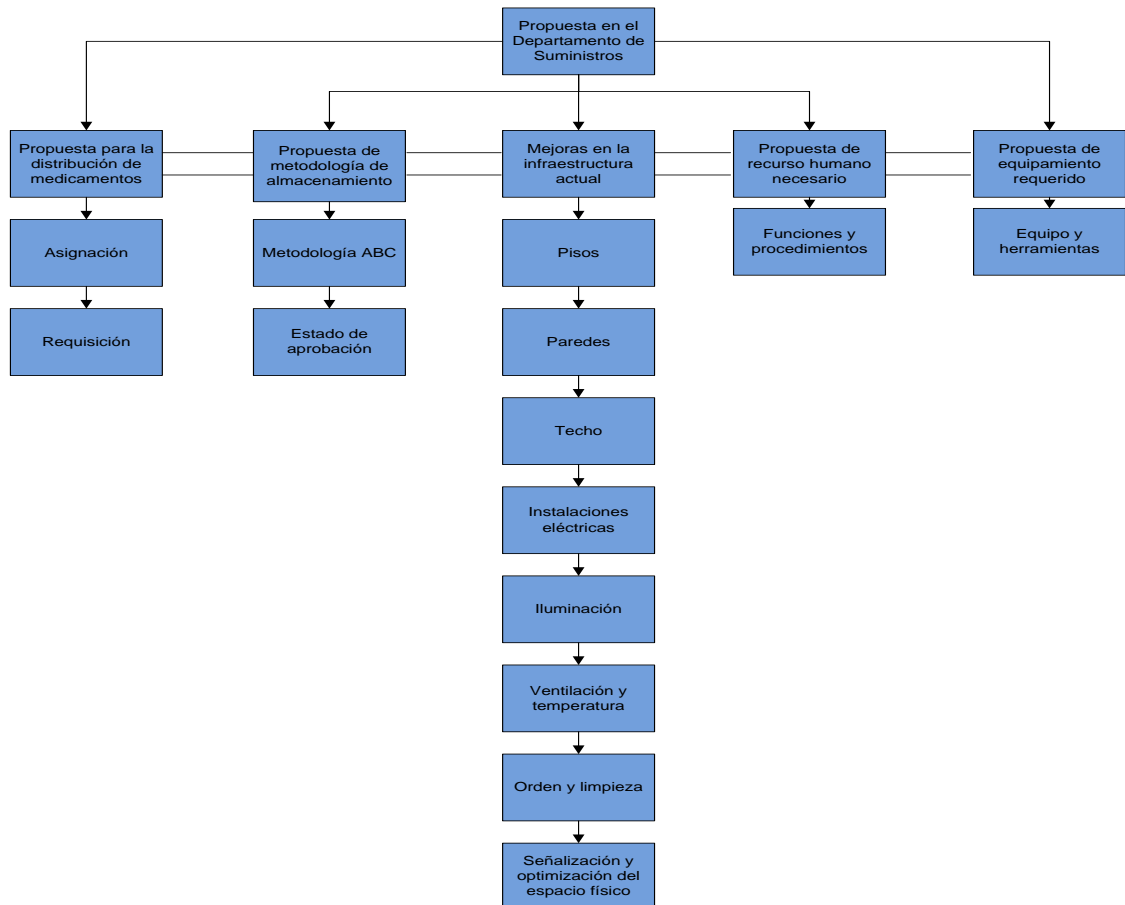 Propuesta en el
Departamento de
Suministros
Propuesta para la
distribución de
medicamentos
Propuesta de
metodología de
almacenamiento
Mejoras en la
infraestructura
actual
Propuesta de
recurso humano
necesario
Propuesta de
equipamiento
requerido
Asignación
Metodología ABC
Pisos
Funciones y
procedimientos
Equipo y
herramientas
Requisición
Estado de
aprobación
Paredes
Techo
Instalaciones
eléctricas
Iluminación
Ventilación y
temperatura
Orden y limpieza
Señalización y
optimización del
espacio físico